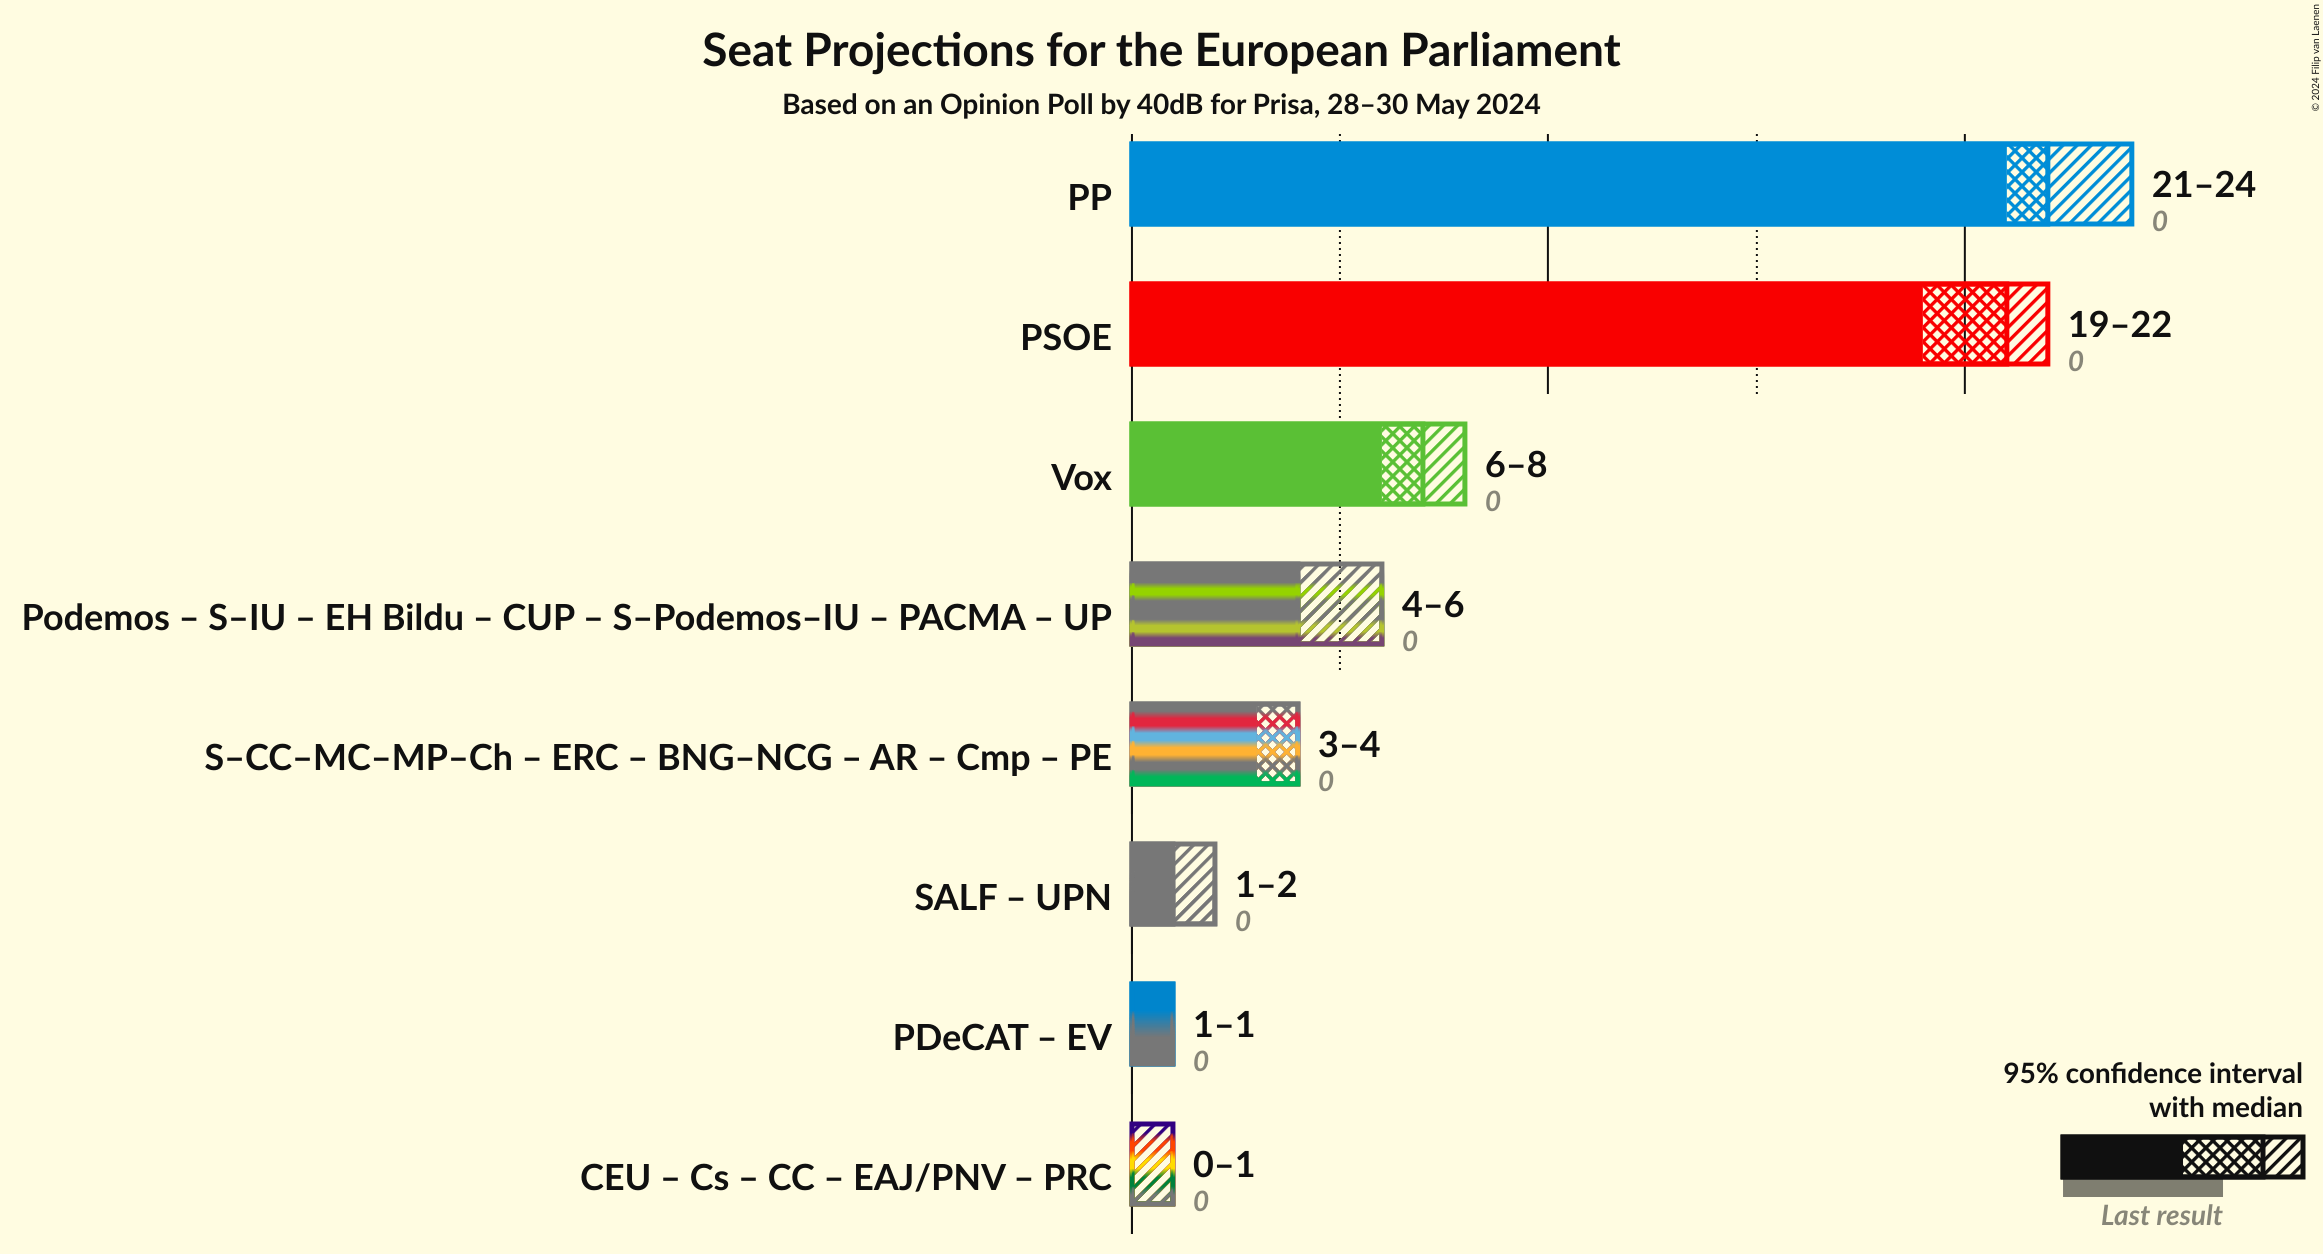 Seat Projections for the European Parliament
Based on an Opinion Poll by 40dB for Prisa, 28–30 May 2024
© 2024 Filip van Laenen
PP
21–24
0
PSOE
19–22
0
Vox
6–8
0
Podemos – S–IU – EH Bildu – CUP – S–Podemos–IU – PACMA – UP
4–6
0
S–CC–MC–MP–Ch – ERC – BNG–NCG – AR – Cmp – PE
3–4
0
SALF – UPN
1–2
0
PDeCAT – EV
1–1
0
CEU – Cs – CC – EAJ/PNV – PRC
0–1
0
95% confidence interval
with median
Last result